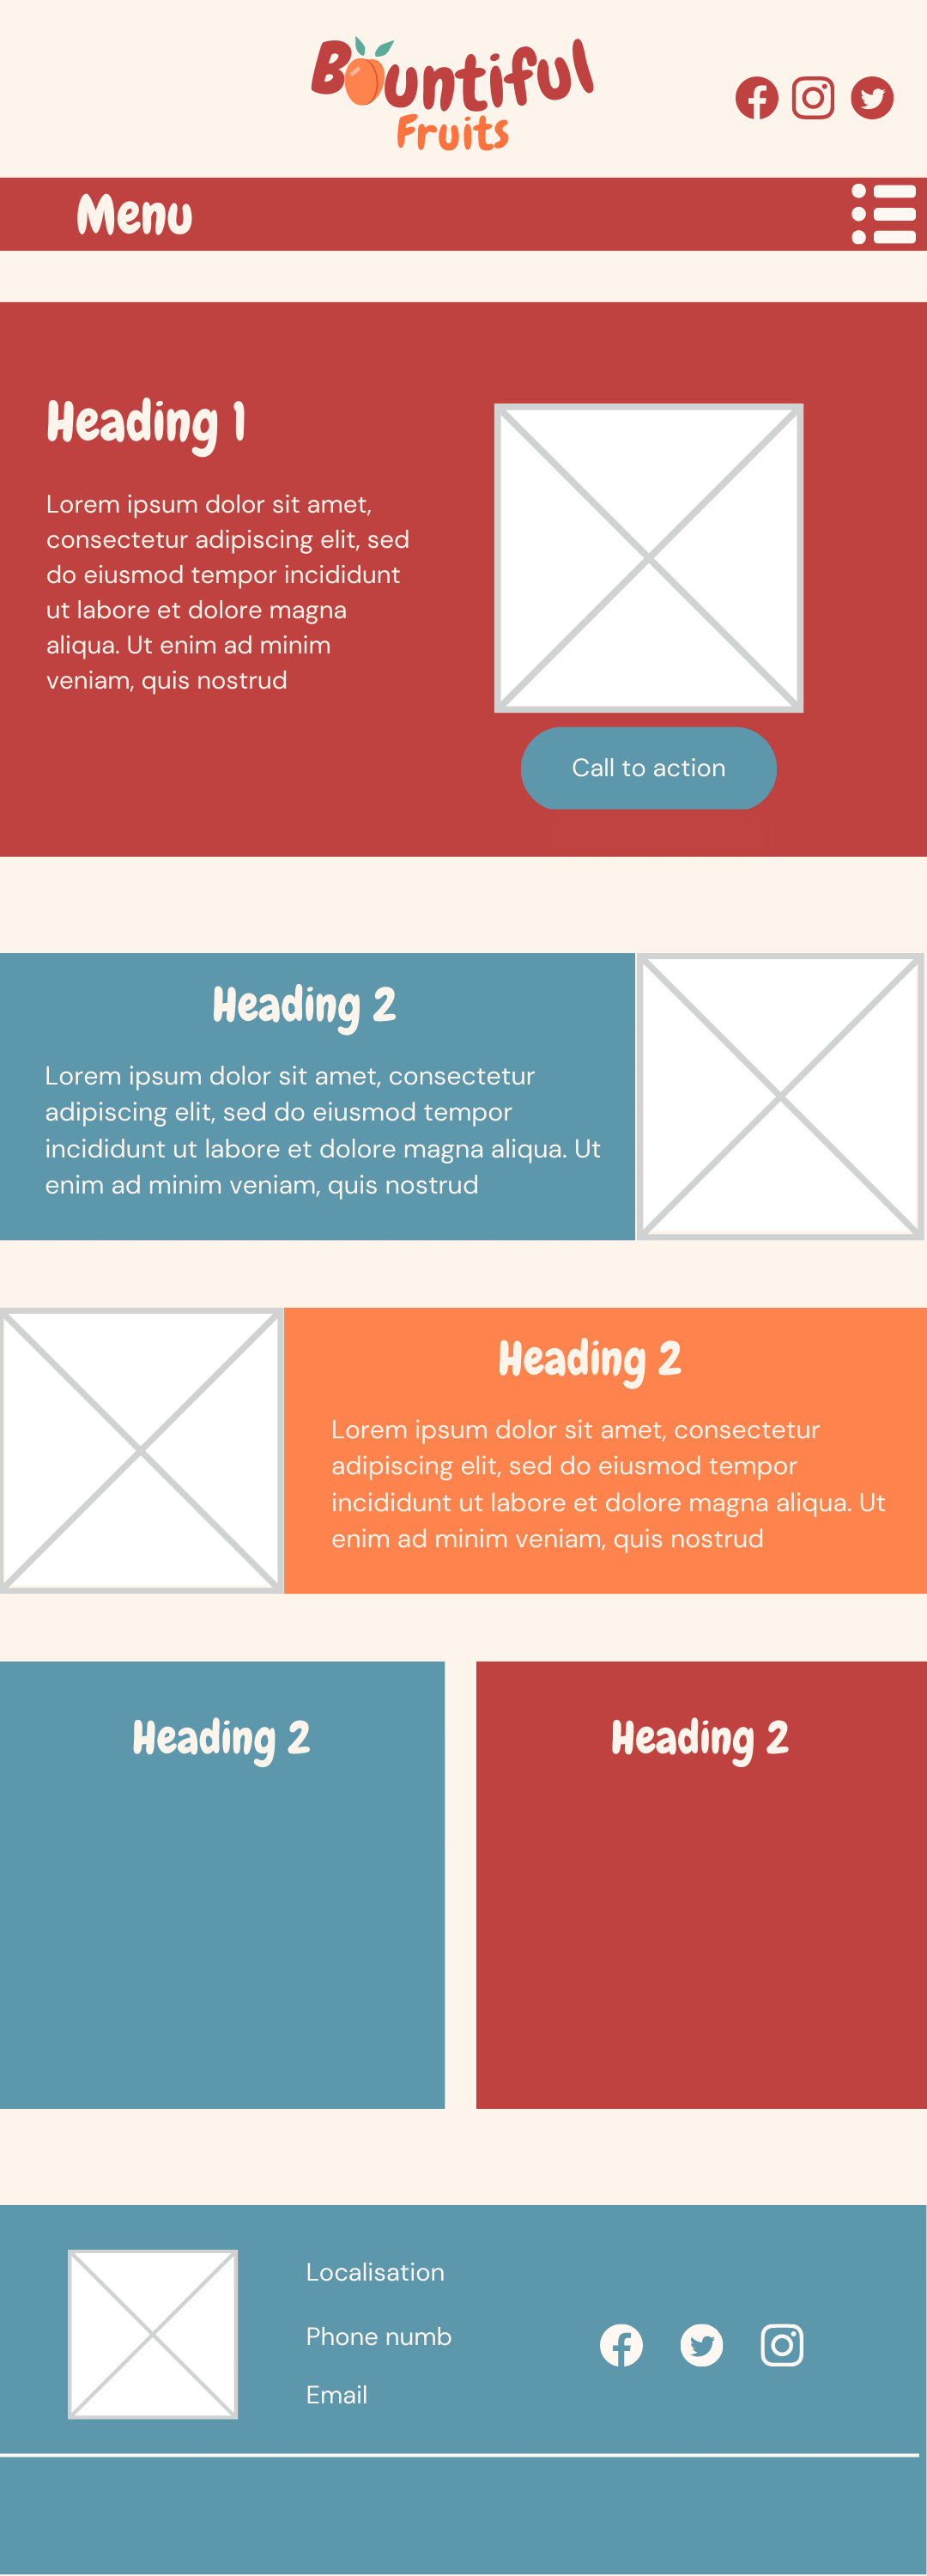 Bountiful
Fruits
Menu
Heading 1
Lorem ipsum dolor sit amet,
consectetur adipiscing elit, sed
do eiusmod tempor incididunt
ut labore et dolore magna
aliqua. Ut enim ad minim
veniam, quis nostrud
Call to action
Heading 2
Lorem ipsum dolor sit amet, consectetur
adipiscing elit, sed do eiusmod tempor
incididunt ut labore et dolore magna aliqua. Ut
enim ad minim veniam, quis nostrud
Heading 2
Lorem ipsum dolor sit amet, consectetur
adipiscing elit, sed do eiusmod tempor
incididunt ut labore et dolore magna aliqua. Ut
enim ad minim veniam, quis nostrud
Heading 2
Heading 2
Localisation
Phone numb
Email